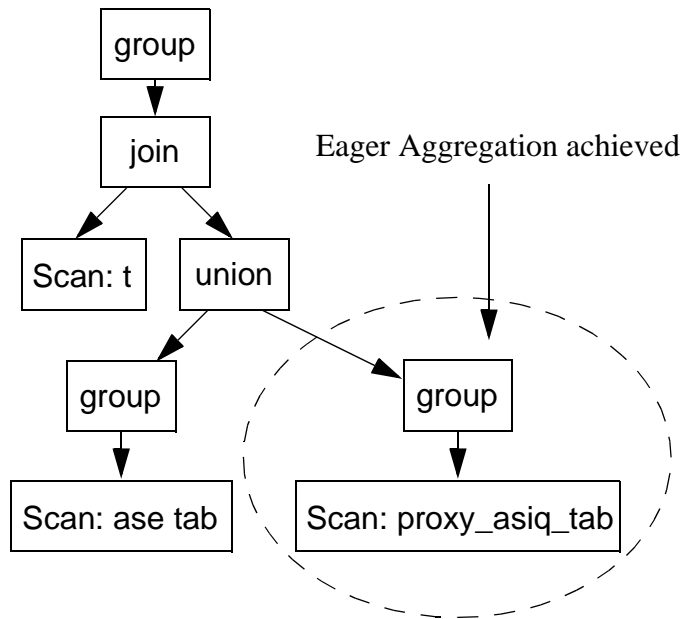 group
join
Eager Aggregation achieved
Scan: t
union
group
group
Scan: ase tab
Scan: proxy_asiq_tab